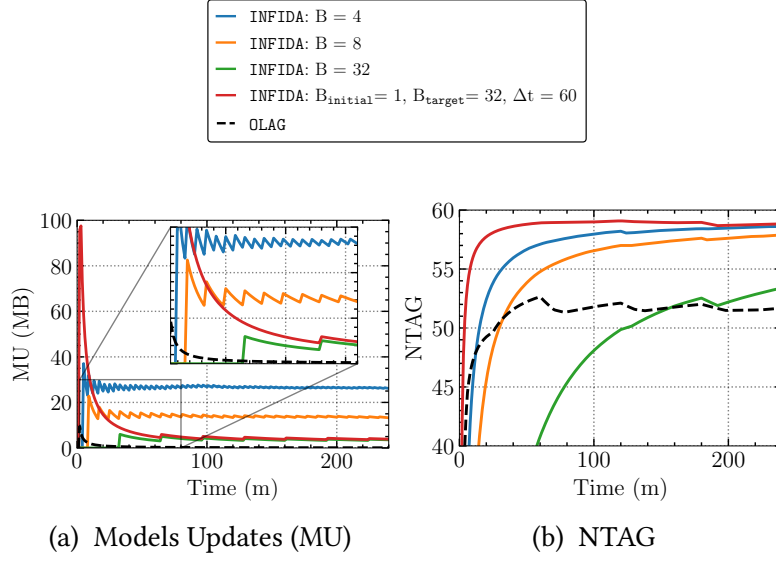 INFIDA: B = 4
INFIDA: B = 8
INFIDA: B = 32
INFIDA: B_initial = 1, B_target = 32, Δt = 60
OLAG
100
80
60
40
20
0
MU (MB)
0 100 200
Time (m)
(a) Models Updates (MU)
60
55
50
45
40
NTAG
0 100 200
Time (m)
(b) NTAG